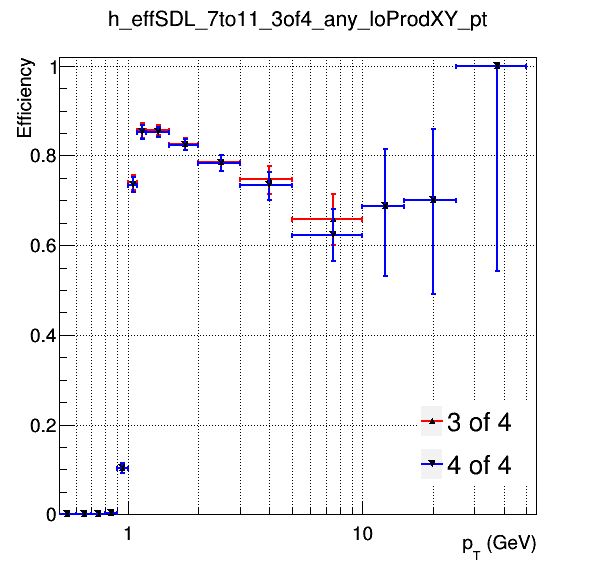 h_effSDL_7to11_3of4_any_loProdXY_pt
Efficiency
1
0.8
0.6
0.4
0.2
0
3 of 4
4 of 4
1
10
p_T (GeV)